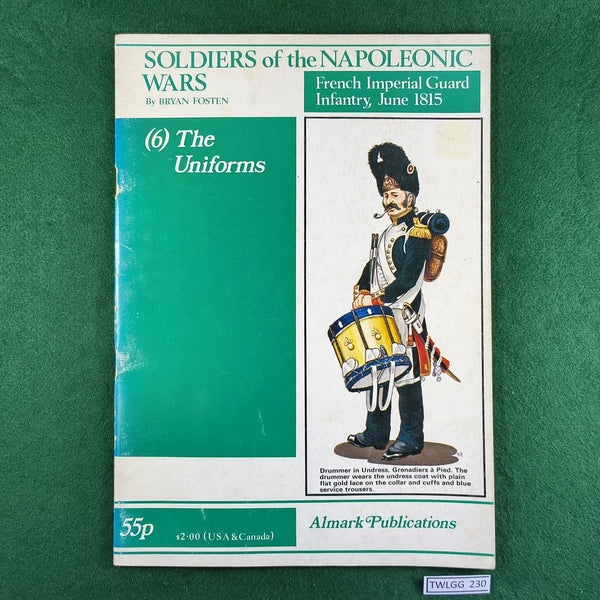 SOLDIERS of the NAPOLEONIC
WARS
By BRYAN FOSTEN
French Imperial Guard
Infantry, June 1815
(6) The
Uniforms
Drummer in Undress, Grenadiers à Pied. The
drummer wears the undress coat with plain
flat gold lace on the collar and cuffs and blue
service trousers.
55p
$2·00 (USA & Canada)
Almark Publications
TWLGG 230